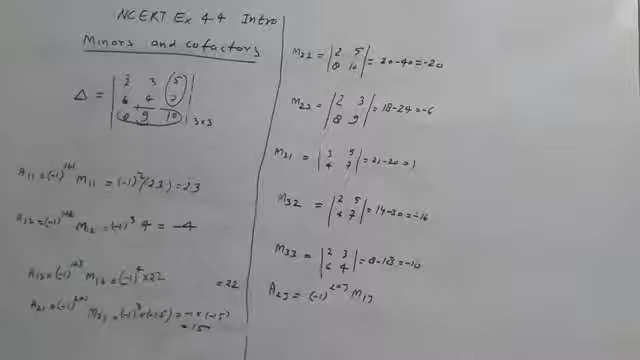 NCERT Ex 4.4 Intro
Minors and cofactors
Δ = | 2 3 5 |
| 6 4 7 |
| 8 9 10 | 3×3
A11 = (-1)^1+1 M11 = (-1)^2 (-23) = 23
A12 = (-1)^1+2 M12 = (-1)^3 4 = -4
A13 = (-1)^1+3 M13 = (-1)^4 ×22 = 22
A21 = (-1)^2+1 M21 = (-1)^3 ×(-15) = -1×(-15)
= 15
M22 = | 2 5 | = 20-40 = -20
| 8 10 |
M23 = | 2 3 | = 18-24 = -6
| 8 9 |
M31 = | 3 5 | = 21-20 = 1
| 4 7 |
M32 = | 2 5 | = 14-30 = -16
| 6 7 |
M33 = | 2 3 | = 8-18 = -10
| 6 4 |
A23 = (-1)^2+3 M13